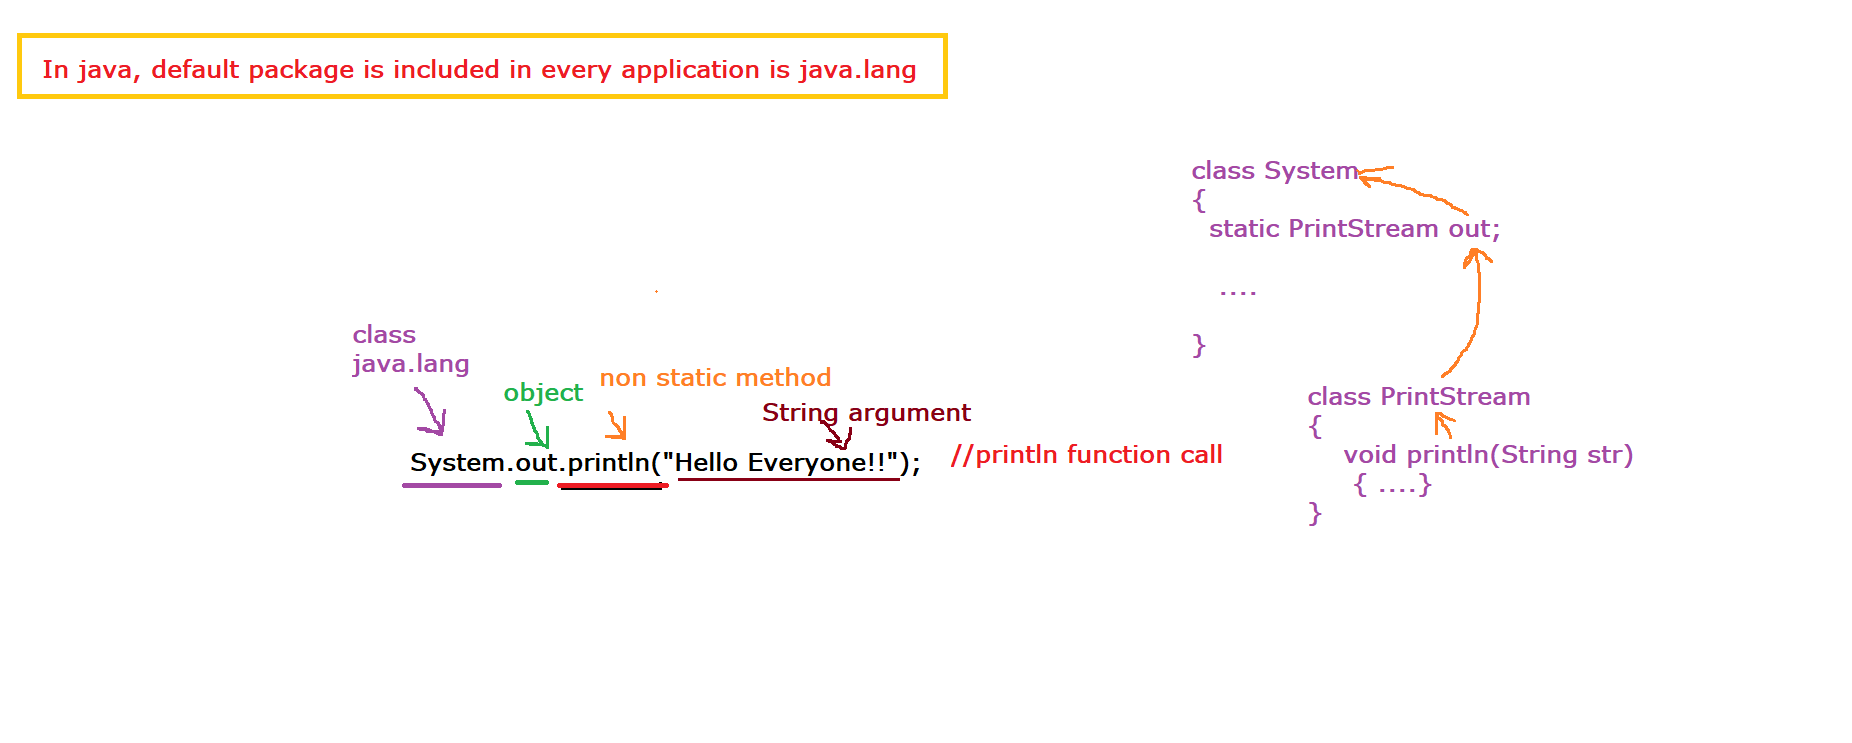 In java, default package is included in every application is java.lang
class System
{
static PrintStream out;
....
}
class
java.lang
object
non static method
String argument
System.out.println("Hello Everyone!!");
//println function call
class PrintStream
{
void println(String str)
{ ....}
}